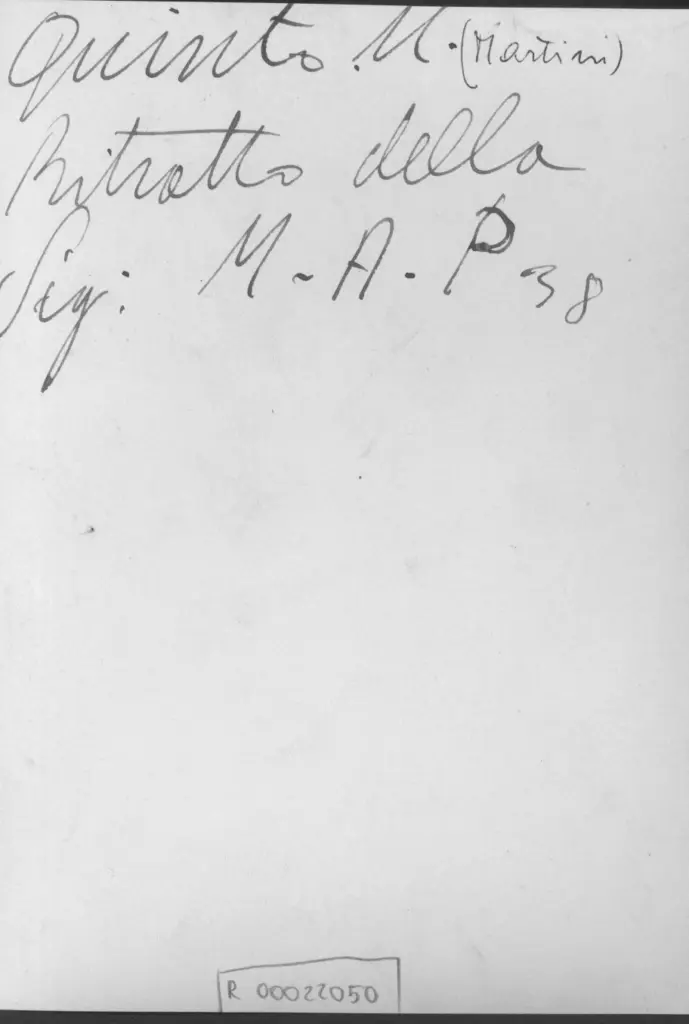 Quinto M. (Martini)
Ritratto della
Sig: M-A-P 38
R 00022050